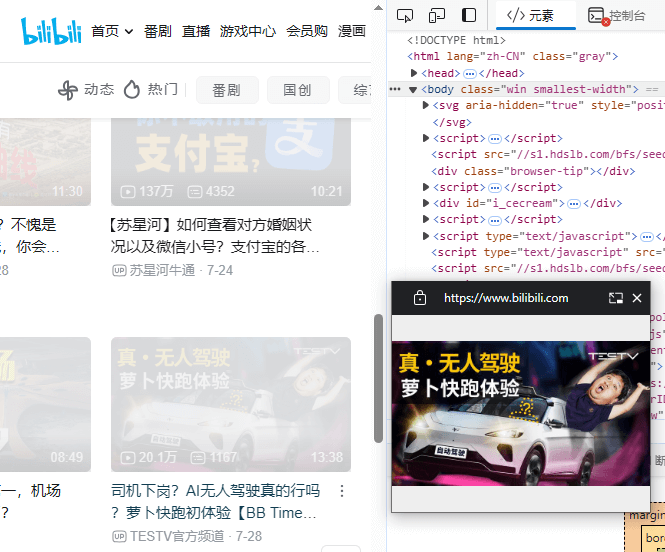 bilibili 首页 番剧 直播 游戏中心 会员购 漫画
动态 热门 番剧 国创
支付宝?
11:30
137万 4352 10:21
? 不愧是
【苏星河】如何查看对方婚姻状
你会…
况以及微信小号? 支付宝的各…
28
UP 苏星河牛通 · 7-24
真·无人驾驶
TESTV
萝卜快跑体验
08:49
20.1万 1167 13:38
一, 机场
司机下岗? AI无人驾驶真的行吗
?
? 萝卜快跑初体验【BB Time…
UP TESTV官方频道 · 7-28
元素 控制台
<!DOCTYPE html>
<html lang="zh-CN" class="gray">
<head> … </head>
… <body class="win smallest-width"> ==
<svg aria-hidden="true" style="posit
</svg>
<script> … </script>
<script src="//s1.hdslb.com/bfs/seed
<div class="browser-tip"></div>
<script> … </script>
<div id="i_cecream"> … </div>
<script> … </script>
<script type="text/javascript"> … </
<script type="text/javascript" src="
<script src="//s1.hdslb.com/bfs/seed
https://www.bilibili.com
真·无人驾驶
TESTV
萝卜快跑体验
自动驾驶
margin